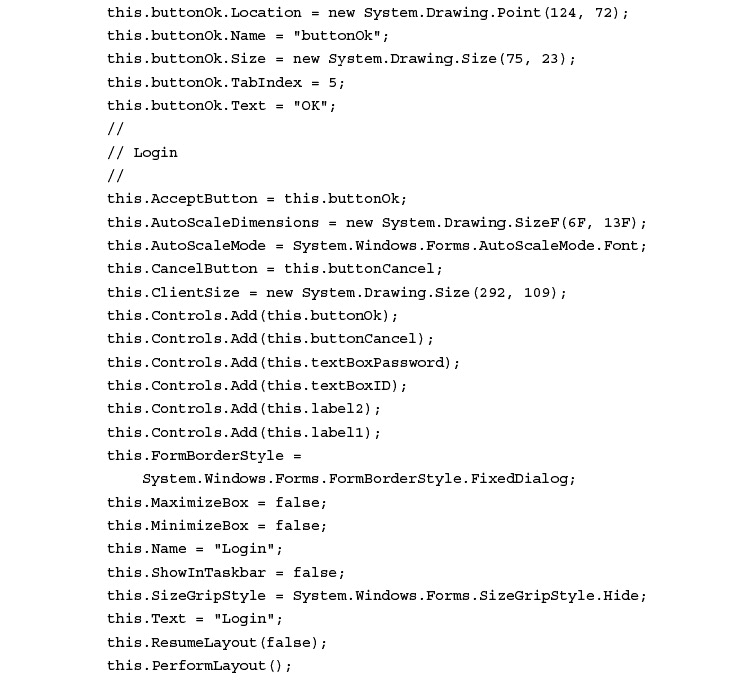 this.buttonOk.Location = new System.Drawing.Point(124, 72);
this.buttonOk.Name = "buttonOk";
this.buttonOk.Size = new System.Drawing.Size(75, 23);
this.buttonOk.TabIndex = 5;
this.buttonOk.Text = "OK";
//
// Login
//
this.AcceptButton = this.buttonOk;
this.AutoScaleDimensions = new System.Drawing.SizeF(6F, 13F);
this.AutoScaleMode = System.Windows.Forms.AutoScaleMode.Font;
this.CancelButton = this.buttonCancel;
this.ClientSize = new System.Drawing.Size(292, 109);
this.Controls.Add(this.buttonOk);
this.Controls.Add(this.buttonCancel);
this.Controls.Add(this.textBoxPassword);
this.Controls.Add(this.textBoxID);
this.Controls.Add(this.label2);
this.Controls.Add(this.label1);
this.FormBorderStyle =
    System.Windows.Forms.FormBorderStyle.FixedDialog;
this.MaximizeBox = false;
this.MinimizeBox = false;
this.Name = "Login";
this.ShowInTaskbar = false;
this.SizeGripStyle = System.Windows.Forms.SizeGripStyle.Hide;
this.Text = "Login";
this.ResumeLayout(false);
this.PerformLayout();